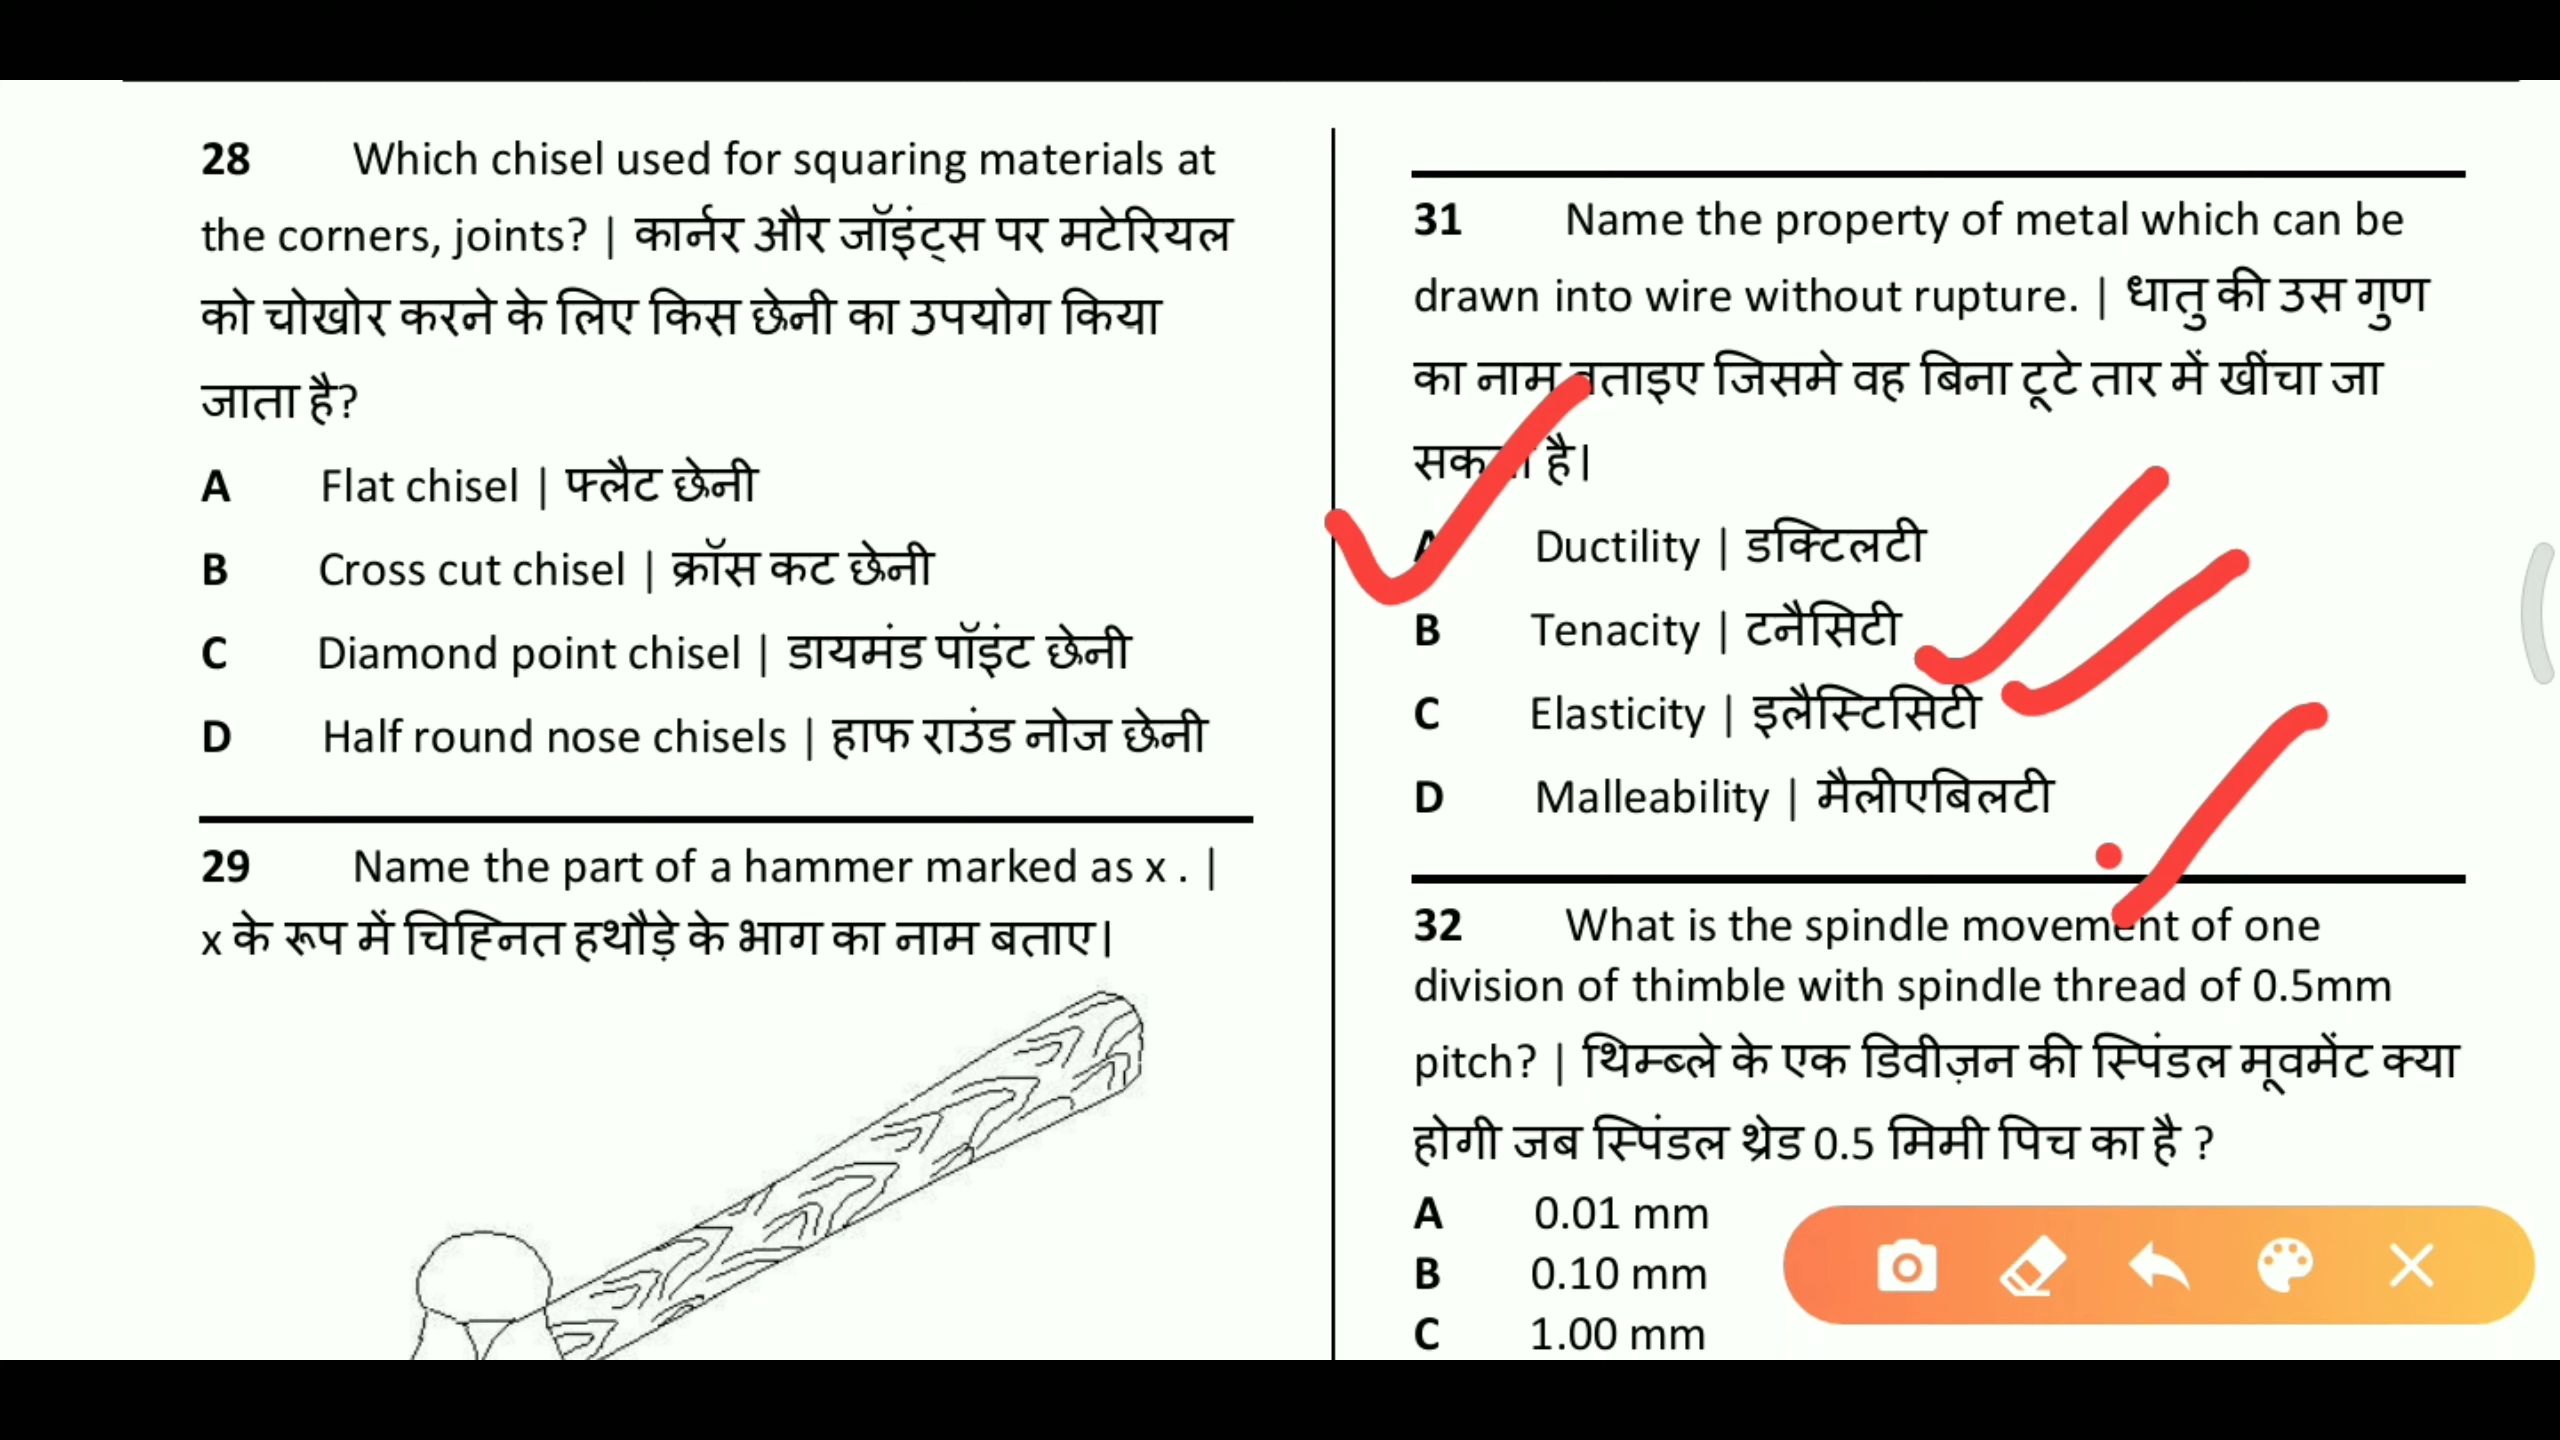 28 Which chisel used for squaring materials at
the corners, joints? | कार्नर और जॉइंट्स पर मटेरियल
को चोखोर करने के लिए किस छेनी का उपयोग किया
जाता है?
A Flat chisel | फ्लैट छेनी
B Cross cut chisel | क्रॉस कट छेनी
C Diamond point chisel | डायमंड पॉइंट छेनी
D Half round nose chisels | हाफ राउंड नोज छेनी
29 Name the part of a hammer marked as x . |
x के रूप में चिह्नित हथौड़े के भाग का नाम बताए।
31 Name the property of metal which can be
drawn into wire without rupture. | धातु की उस गुण
का नाम बताइए जिसमे वह बिना टूटे तार में खींचा जा
है।
A Ductility | डक्टिलटी
B Tenacity | टनैसिटी
C Elasticity | इलैस्टिसिटी
D Malleability | मैलीएबिलटी
32 What is the spindle movement of one
division of thimble with spindle thread of 0.5mm
pitch? | थिम्ब्ले के एक डिवीज़न की स्पिंडल मूवमेंट क्या
होगी जब स्पिंडल थ्रेड 0.5 मिमी पिच का है ?
A 0.01 mm
B 0.10 mm
C 1.00 mm